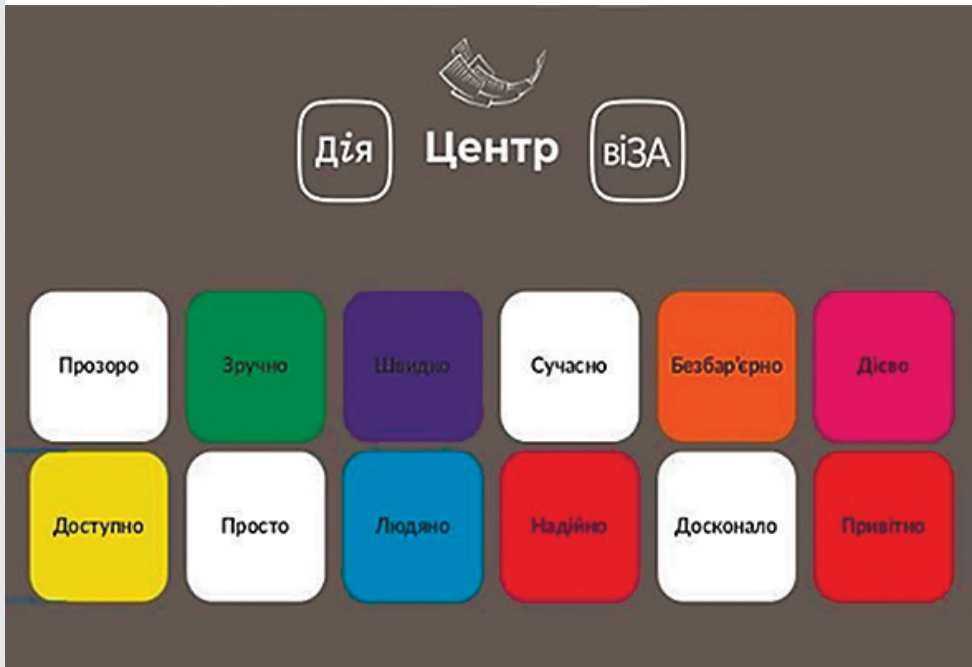 Дія Центр віЗА
Прозоро Зручно Швидко Сучасно Безбар'єрно Дієво
Доступно Просто Людяно Надійно Досконало Привітно